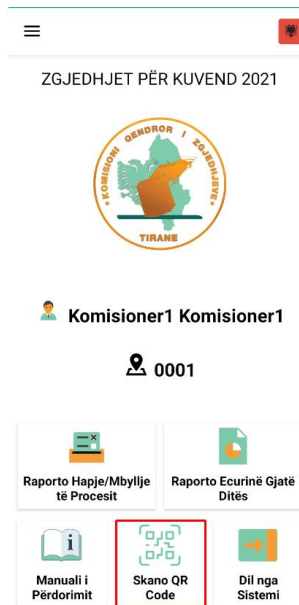 ZGJEDHJET PËR KUVEND 2021
KOMISIONI QENDROR I ZGJEDHJEVE
TIRANE
Komisioner1 Komisioner1
0001
Raporto Hapje/Mbyllje
të Procesit
Raporto Ecurinë Gjatë
Ditës
Manuali i
Përdorimit
Skano QR
Code
Dil nga
Sistemi